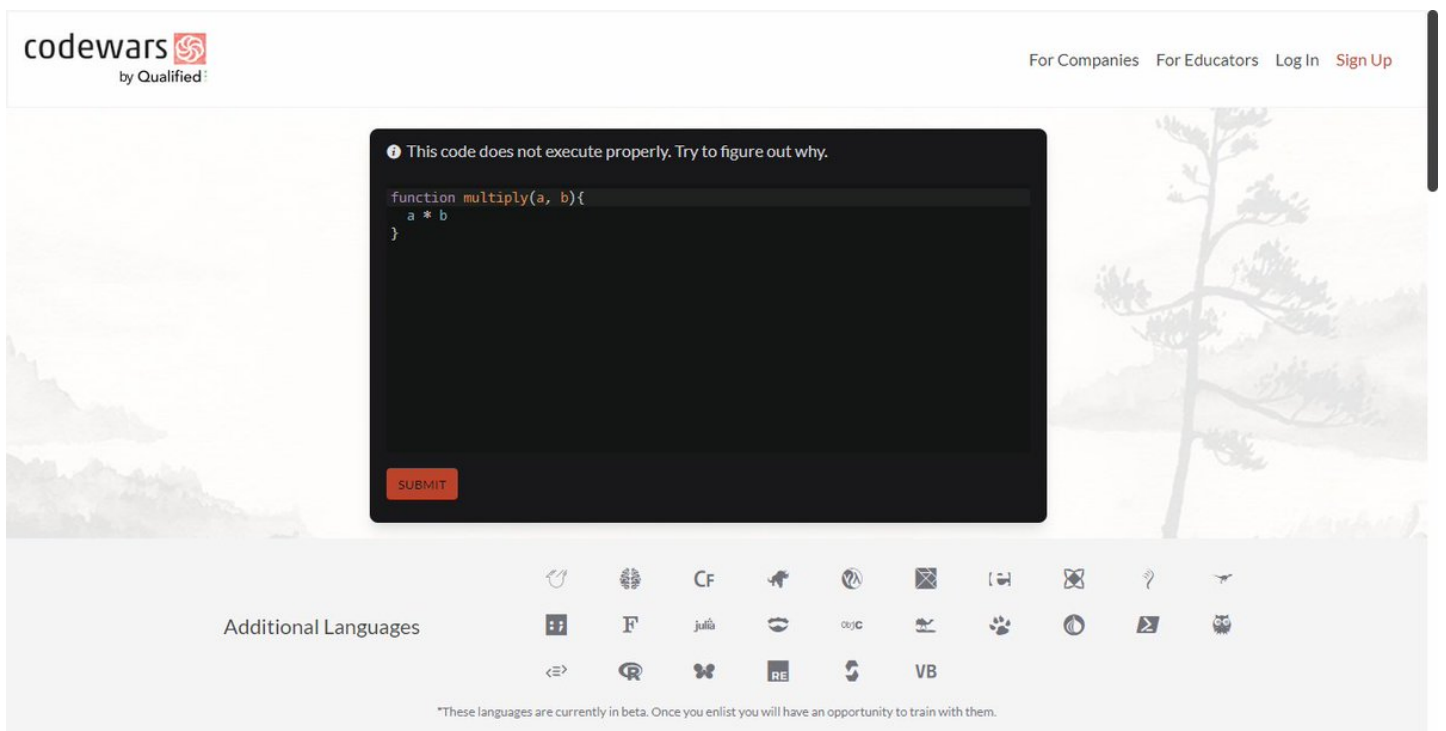 codewars
by Qualified
For Companies For Educators Log In Sign Up
This code does not execute properly. Try to figure out why.
function multiply(a, b){
  a * b
}
SUBMIT
CF
Additional Languages
F
julia
ObjC
R
RE
VB
*These languages are currently in beta. Once you enlist you will have an opportunity to train with them.